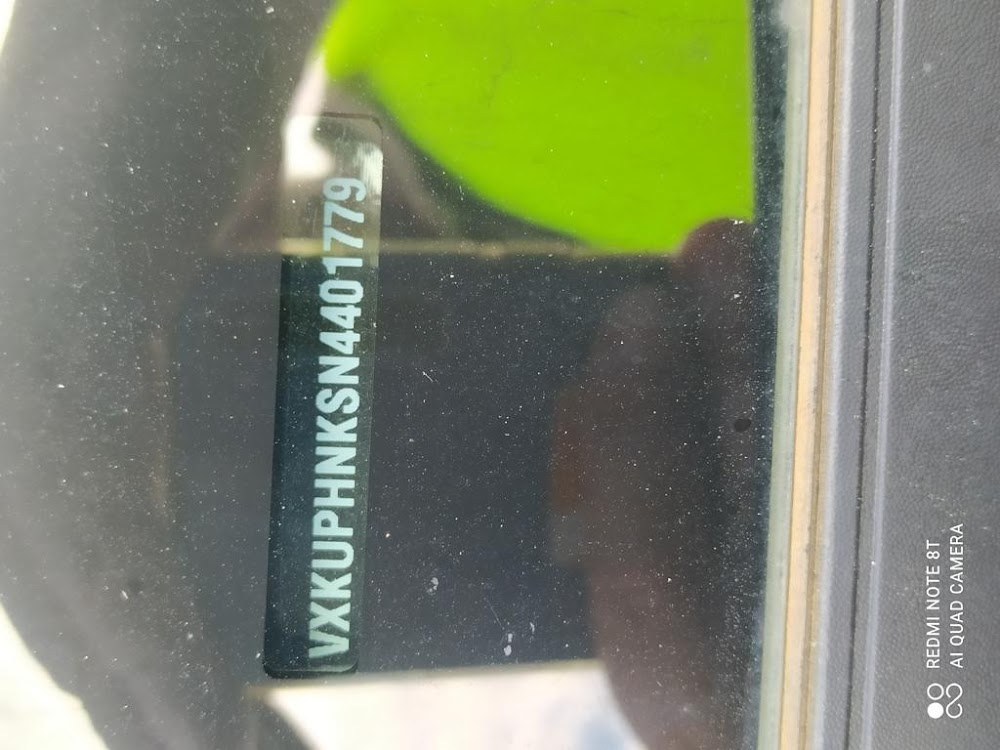 VXKUPHNKSN4401779
REDMI NOTE 8T
AI QUAD CAMERA